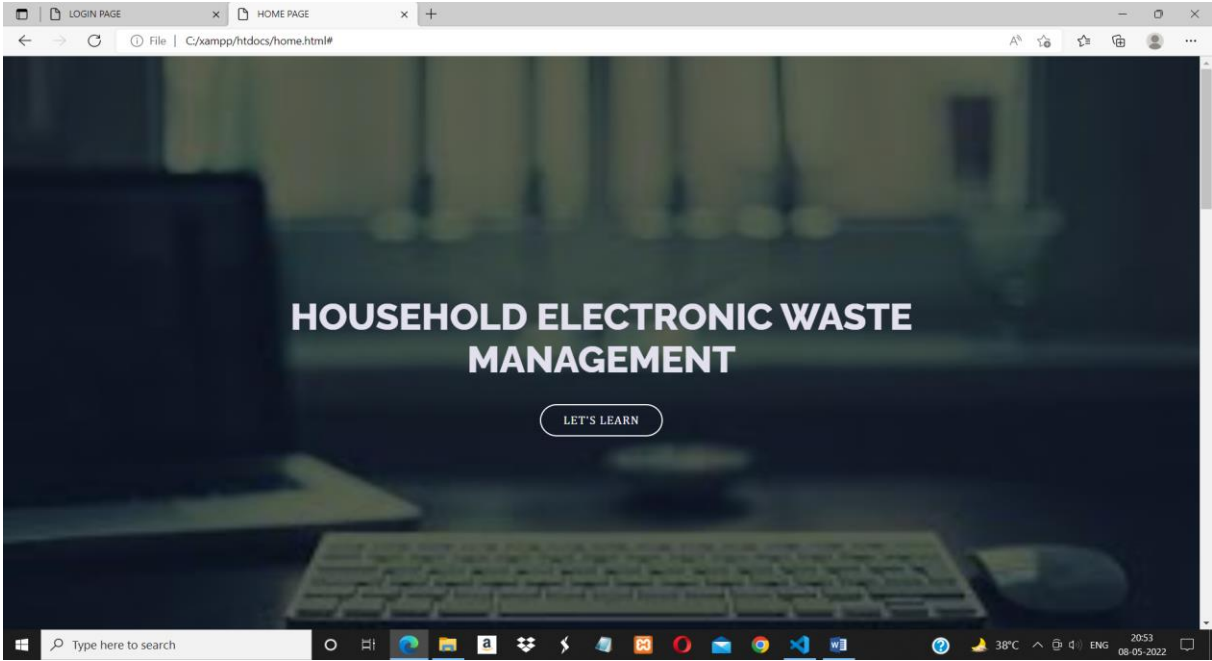 LOGIN PAGE
HOME PAGE
File | C:/xampp/htdocs/home.html#
HOUSEHOLD ELECTRONIC WASTE
MANAGEMENT
LET'S LEARN
Type here to search
38°C
ENG
20:53
08-05-2022